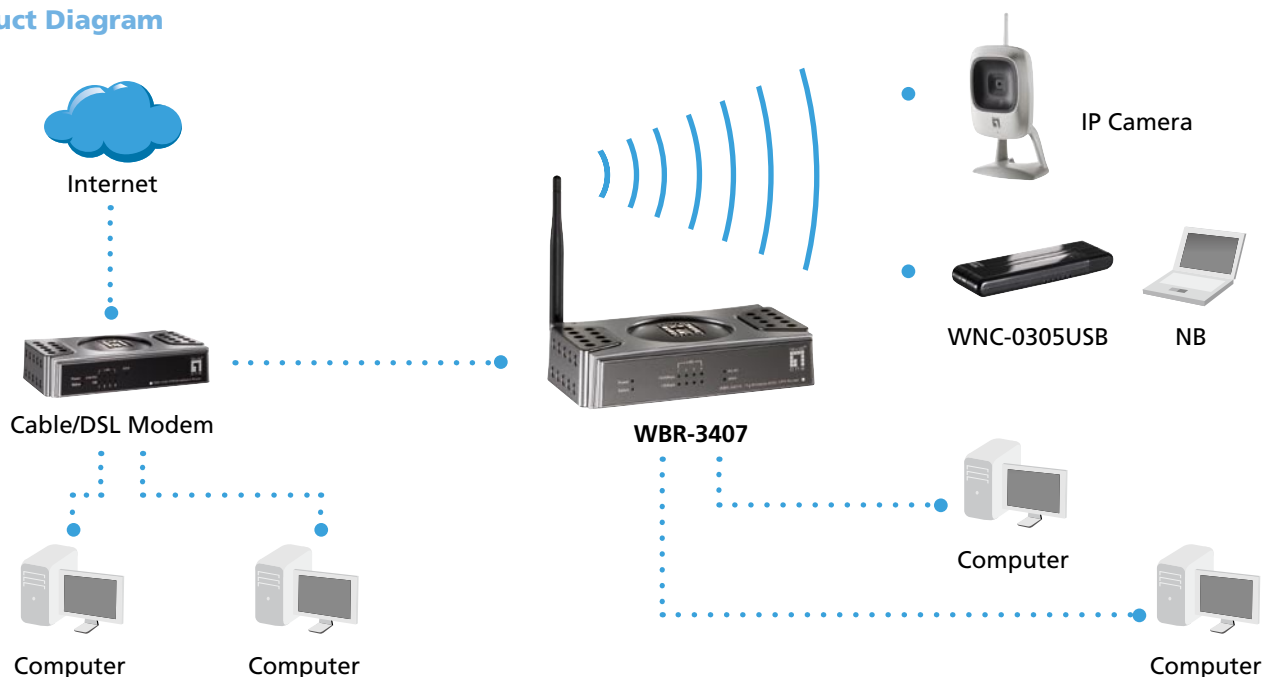 uct Diagram
Internet
IP Camera
WNC-0305USB
NB
Cable/DSL Modem
WBR-3407
Computer
Computer
Computer
Computer